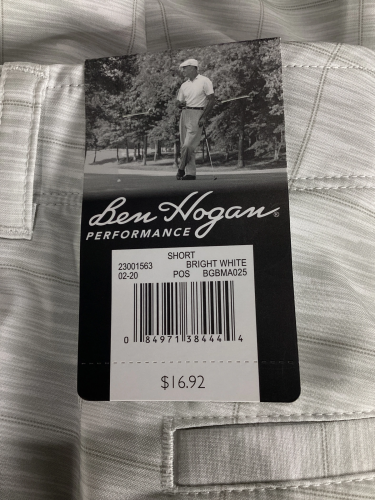 Ben Hogan®
PERFORMANCE
SHORT
23001563 BRIGHT WHITE
02-20 POS BGBMA025
0 84971 38444 4
$16.92